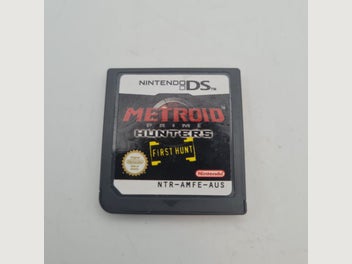 NINTENDO DS
METROID
PRIME
HUNTERS
FIRST HUNT
Nintendo
NTR-AMFE-AUS